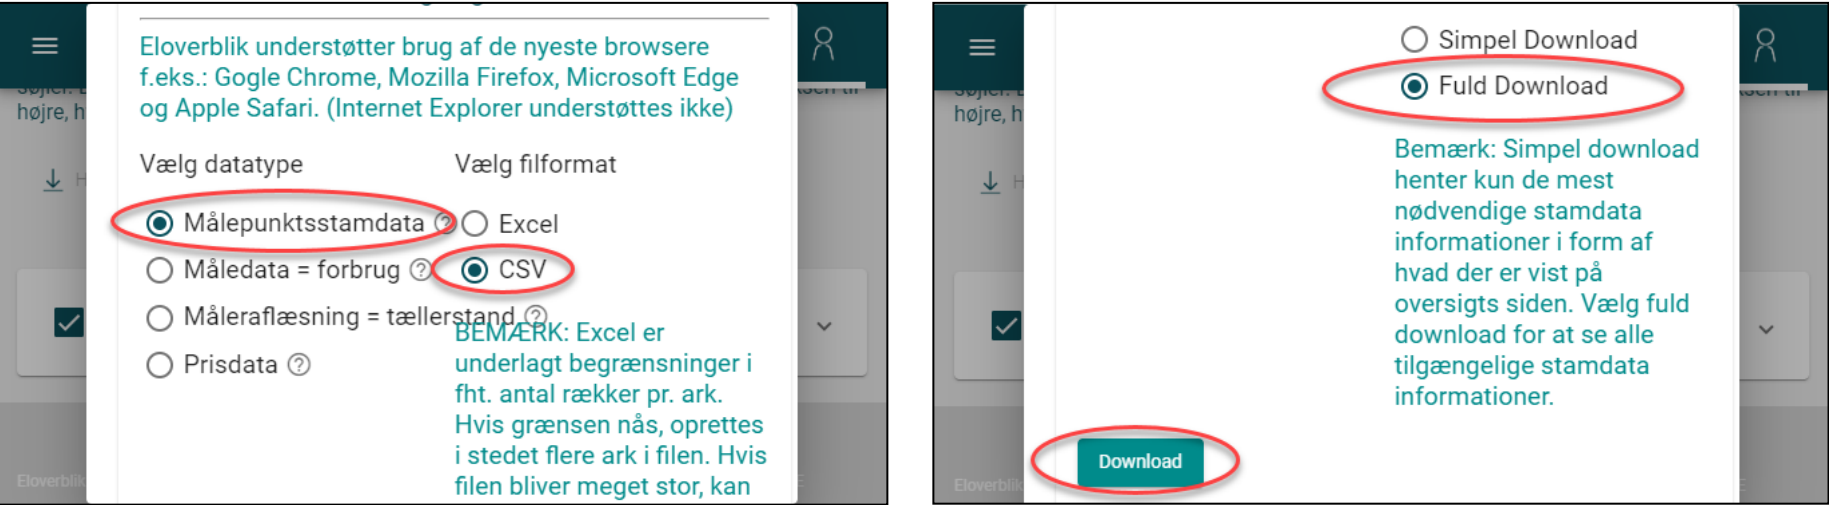 Eloverblik understøtter brug af de nyeste browsere
f.eks.: Gogle Chrome, Mozilla Firefox, Microsoft Edge
og Apple Safari. (Internet Explorer understøttes ikke)
højre, h
H
Vælg datatype
Vælg filformat
Målepunktsstamdata
Excel
Måledata = forbrug
CSV
Måleraflæsning = tællerstand
Prisdata
BEMÆRK: Excel er
underlagt begrænsninger i
fht. antal rækker pr. ark.
Hvis grænsen nås, oprettes
i stedet flere ark i filen. Hvis
filen bliver meget stor, kan
Eloverblik
E
Simpel Download
Fuld Download
højre, h
H
Bemærk: Simpel download
henter kun de mest
nødvendige stamdata
informationer i form af
hvad der er vist på
oversigts siden. Vælg fuld
download for at se alle
tilgængelige stamdata
informationer.
Download
Eloverblik
E